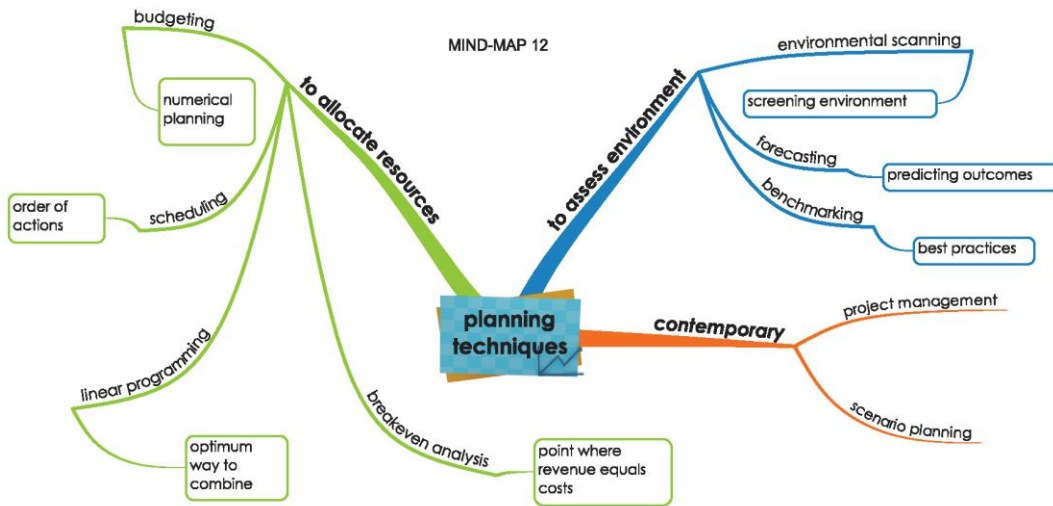 MIND-MAP 12
planning
techniques
to allocate resources
budgeting
numerical
planning
scheduling
order of
actions
linear programming
optimum
way to
combine
breakeven analysis
point where
revenue equals
costs
to assess environment
environmental scanning
screening environment
forecasting
predicting outcomes
benchmarking
best practices
contemporary
project management
scenario planning